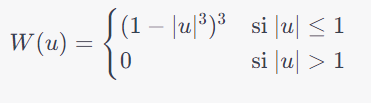 W(u) = { (1 − |u|³)³ si |u| ≤ 1
0 si |u| > 1